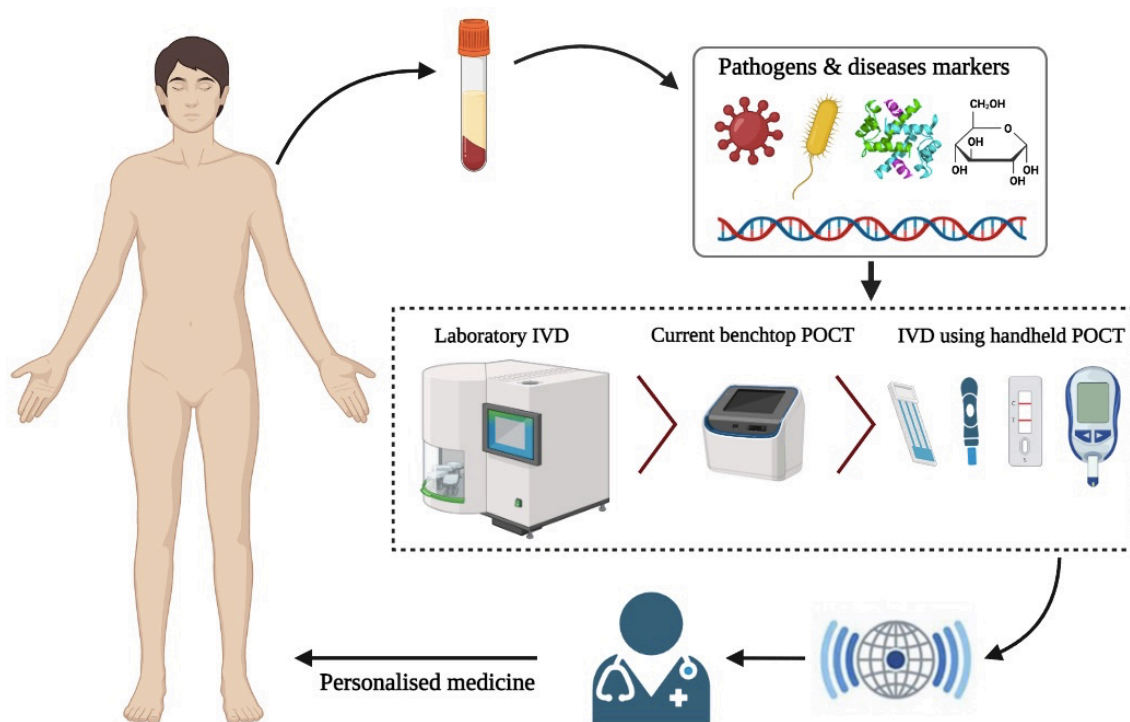 Pathogens & diseases markers
CH₂OH
O
OH
OH
OH
OH
OH
Laboratory IVD
Current benchtop POCT
IVD using handheld POCT
C
T
S
Personalised medicine